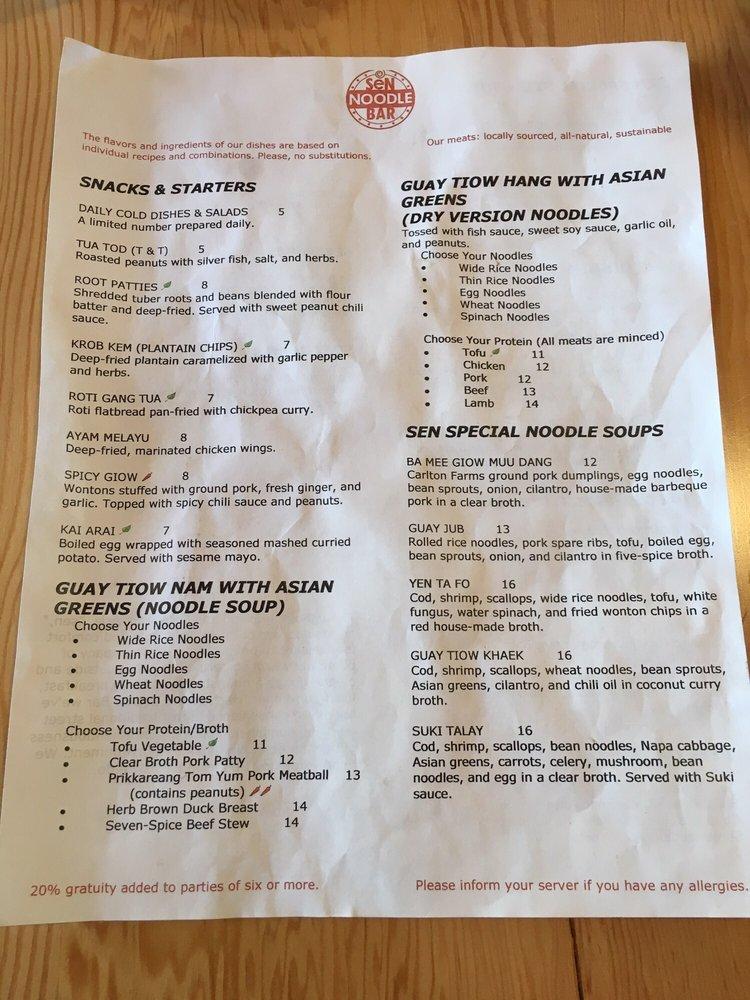 SēN
NOODLE
BAR
The flavors and ingredients of our dishes are based on
individual recipes and combinations. Please, no substitutions.
Our meats: locally sourced, all-natural, sustainable
SNACKS & STARTERS
DAILY COLD DISHES & SALADS 5
A limited number prepared daily.
TUA TOD (T & T) 5
Roasted peanuts with silver fish, salt, and herbs.
ROOT PATTIES 8
Shredded tuber roots and beans blended with flour
batter and deep-fried. Served with sweet peanut chili
sauce.
KROB KEM (PLANTAIN CHIPS) 7
Deep-fried plantain caramelized with garlic pepper
and herbs.
ROTI GANG TUA 7
Roti flatbread pan-fried with chickpea curry.
AYAM MELAYU 8
Deep-fried, marinated chicken wings.
SPICY GIOW 8
Wontons stuffed with ground pork, fresh ginger, and
garlic. Topped with spicy chili sauce and peanuts.
KAI ARAI 7
Boiled egg wrapped with seasoned mashed curried
potato. Served with sesame mayo.
GUAY TIOW NAM WITH ASIAN
GREENS (NOODLE SOUP)
Choose Your Noodles
• Wide Rice Noodles
• Thin Rice Noodles
• Egg Noodles
• Wheat Noodles
• Spinach Noodles
Choose Your Protein/Broth
• Tofu Vegetable 11
• Clear Broth Pork Patty 12
• Prikkareang Tom Yum Pork Meatball 13
(contains peanuts)
• Herb Brown Duck Breast 14
• Seven-Spice Beef Stew 14
GUAY TIOW HANG WITH ASIAN
GREENS
(DRY VERSION NOODLES)
Tossed with fish sauce, sweet soy sauce, garlic oil,
and peanuts.
Choose Your Noodles
• Wide Rice Noodles
• Thin Rice Noodles
• Egg Noodles
• Wheat Noodles
• Spinach Noodles
Choose Your Protein (All meats are minced)
• Tofu 11
• Chicken 12
• Pork 12
• Beef 13
• Lamb 14
SEN SPECIAL NOODLE SOUPS
BA MEE GIOW MUU DANG 12
Carlton Farms ground pork dumplings, egg noodles,
bean sprouts, onion, cilantro, house-made barbeque
pork in a clear broth.
GUAY JUB 13
Rolled rice noodles, pork spare ribs, tofu, boiled egg,
bean sprouts, onion, and cilantro in five-spice broth.
YEN TA FO 16
Cod, shrimp, scallops, wide rice noodles, tofu, white
fungus, water spinach, and fried wonton chips in a
red house-made broth.
GUAY TIOW KHAEK 16
Cod, shrimp, scallops, wheat noodles, bean sprouts,
Asian greens, cilantro, and chili oil in coconut curry
broth.
SUKI TALAY 16
Cod, shrimp, scallops, bean noodles, Napa cabbage,
Asian greens, carrots, celery, mushroom, bean
noodles, and egg in a clear broth. Served with Suki
sauce.
20% gratuity added to parties of six or more.
Please inform your server if you have any allergies.